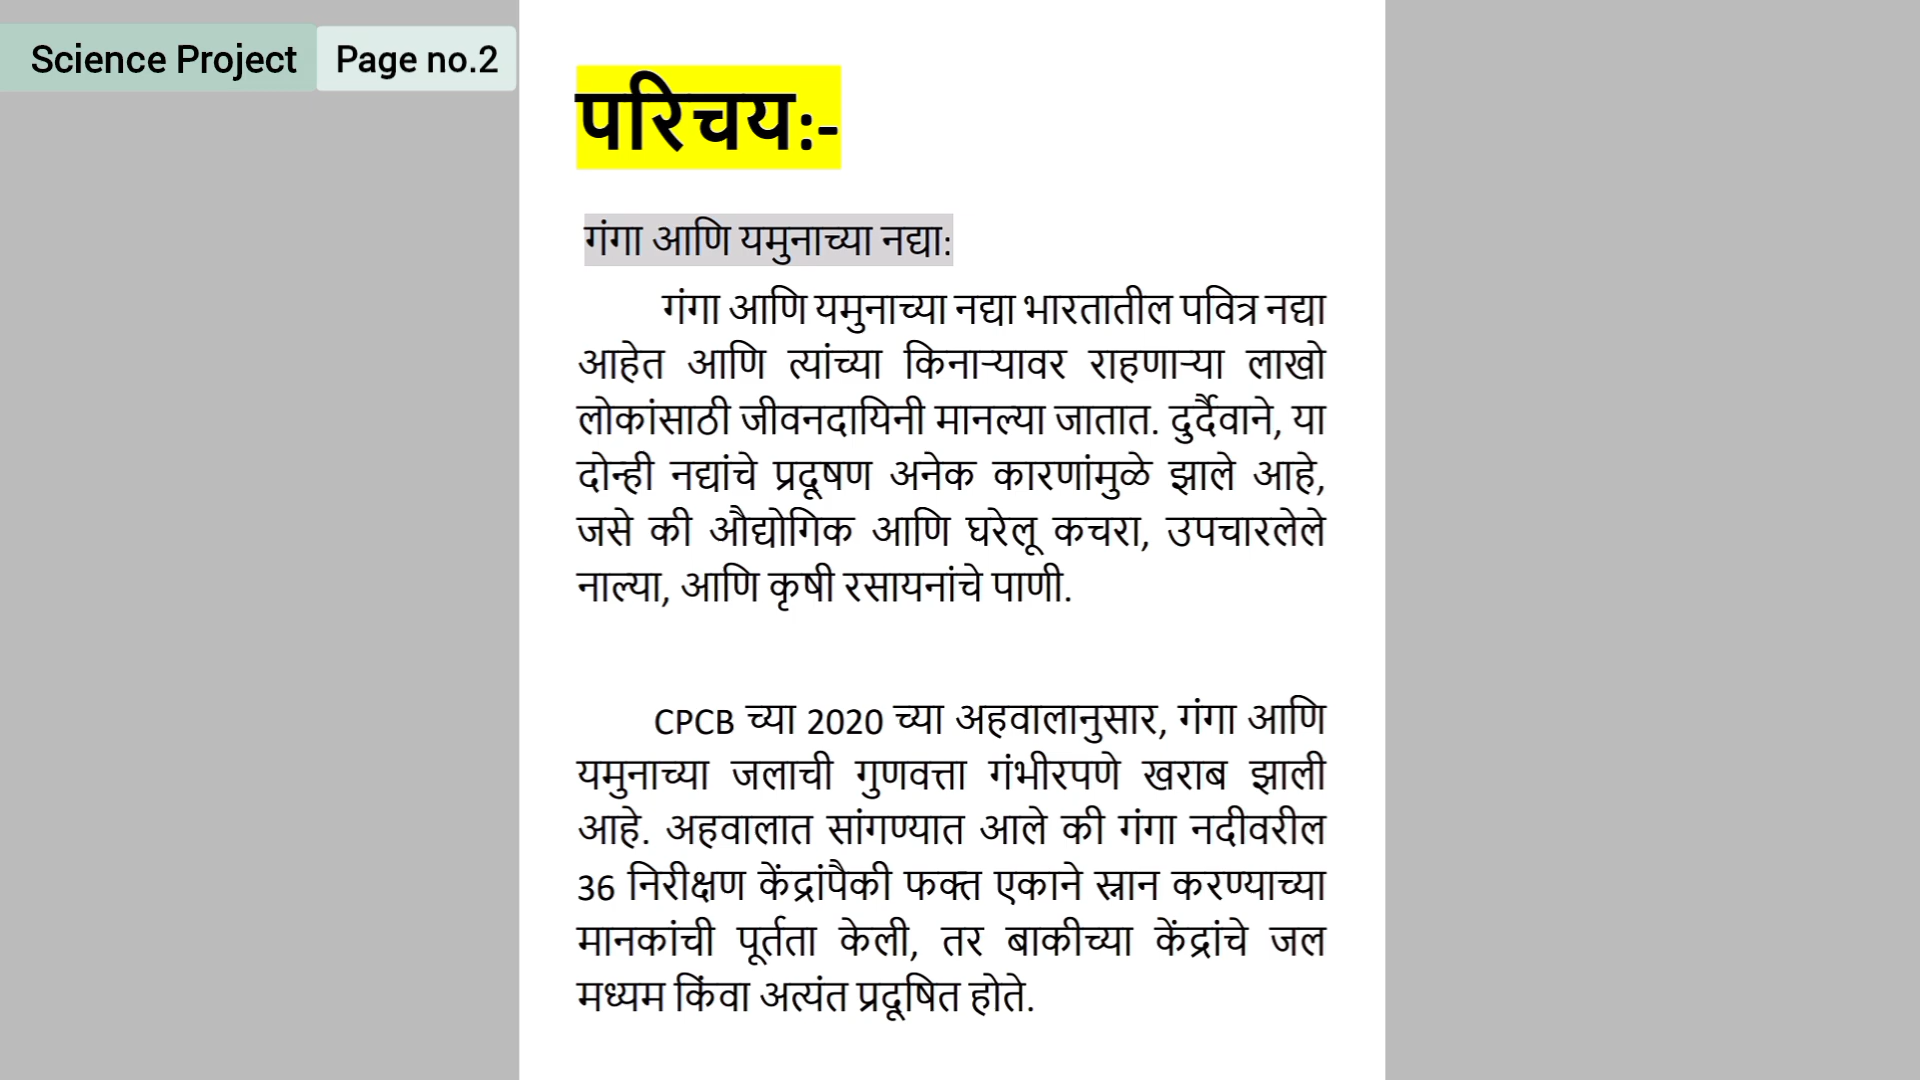 Science Project Page no.2
परिचय:-
गंगा आणि यमुनाच्या नद्या:
गंगा आणि यमुनाच्या नद्या भारतातील पवित्र नद्या
आहेत आणि त्यांच्या किनाऱ्यावर राहणाऱ्या लाखो
लोकांसाठी जीवनदायिनी मानल्या जातात. दुर्दैवाने, या
दोन्ही नद्यांचे प्रदूषण अनेक कारणांमुळे झाले आहे,
जसे की औद्योगिक आणि घरेलू कचरा, उपचारलेले
नाल्या, आणि कृषी रसायनांचे पाणी.
CPCB च्या 2020 च्या अहवालानुसार, गंगा आणि
यमुनाच्या जलाची गुणवत्ता गंभीरपणे खराब झाली
आहे. अहवालात सांगण्यात आले की गंगा नदीवरील
36 निरीक्षण केंद्रांपैकी फक्त एकाने स्नान करण्याच्या
मानकांची पूर्तता केली, तर बाकीच्या केंद्रांचे जल
मध्यम किंवा अत्यंत प्रदूषित होते.